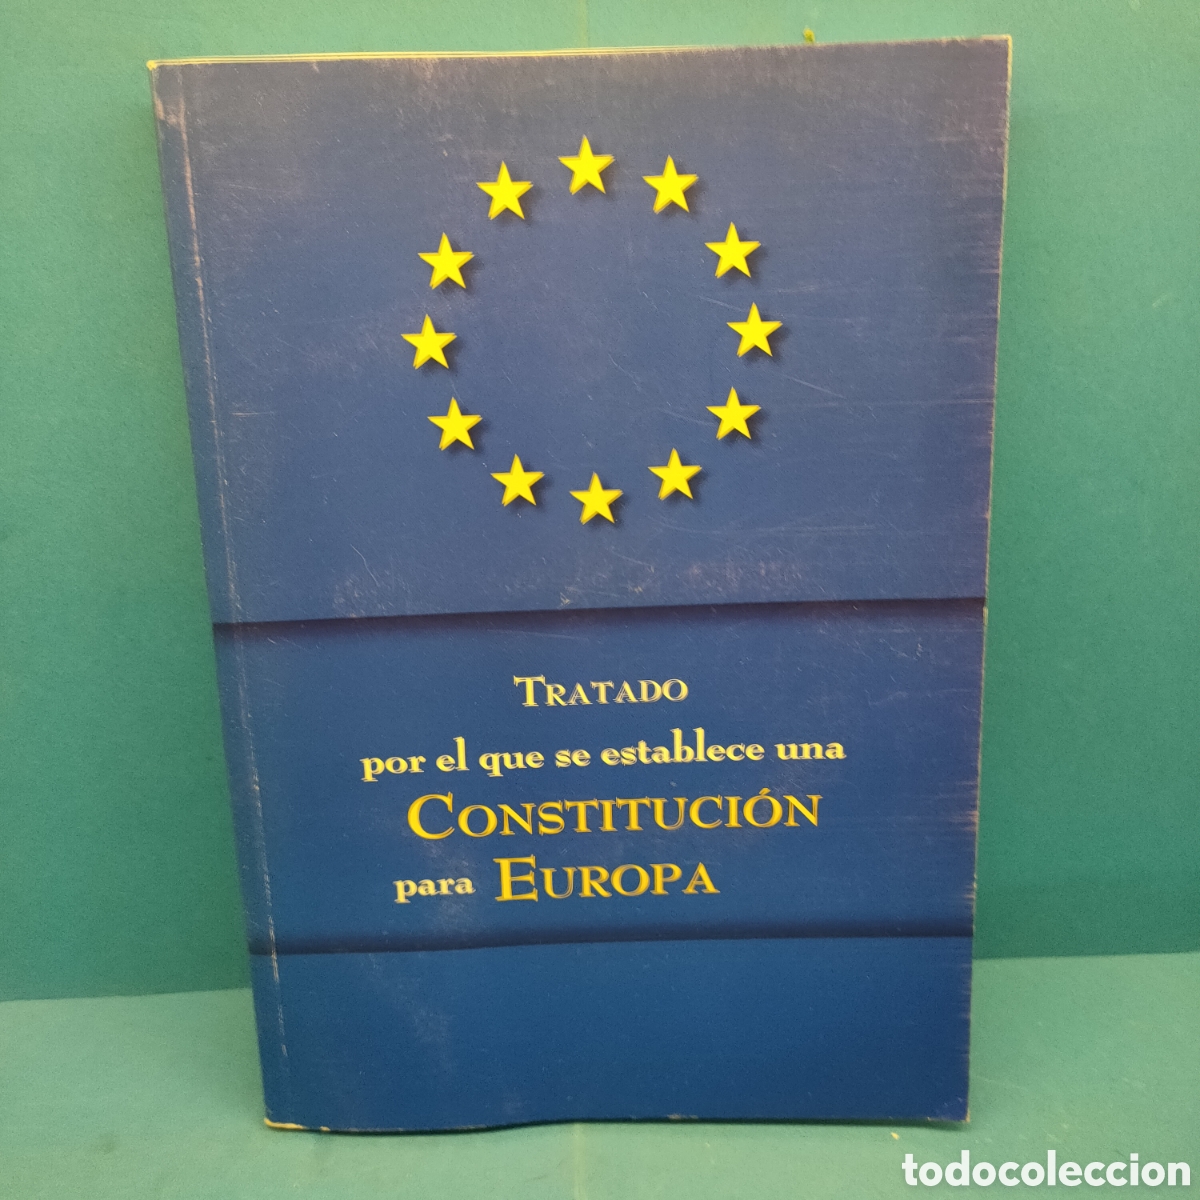 TRATADO
por el que se establece una
CONSTITUCIÓN
para EUROPA
todocoleccion